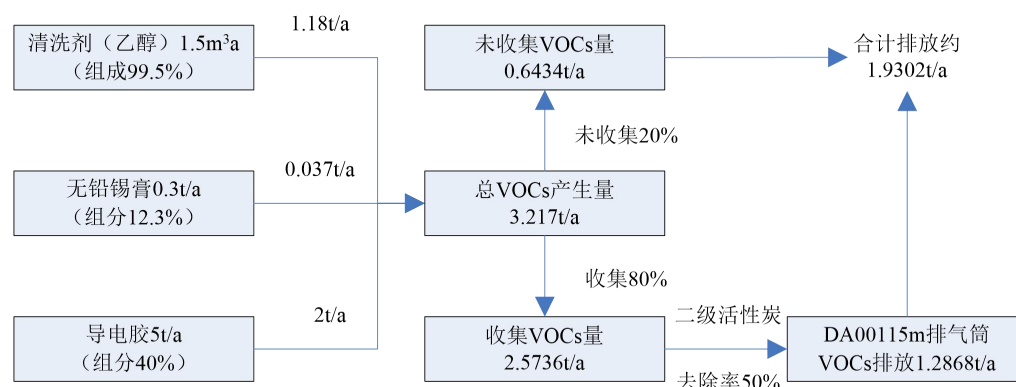 清洗剂（乙醇）1.5m³a
（组成99.5%）
1.18t/a
未收集VOCs量
0.6434t/a
合计排放约
1.9302t/a
未收集20%
无铅锡膏0.3t/a
（组分12.3%）
0.037t/a
总VOCs产生量
3.217t/a
收集80%
导电胶5t/a
（组分40%）
2t/a
收集VOCs量
2.5736t/a
二级活性炭
去除率50%
DA00115m排气筒
VOCs排放1.2868t/a